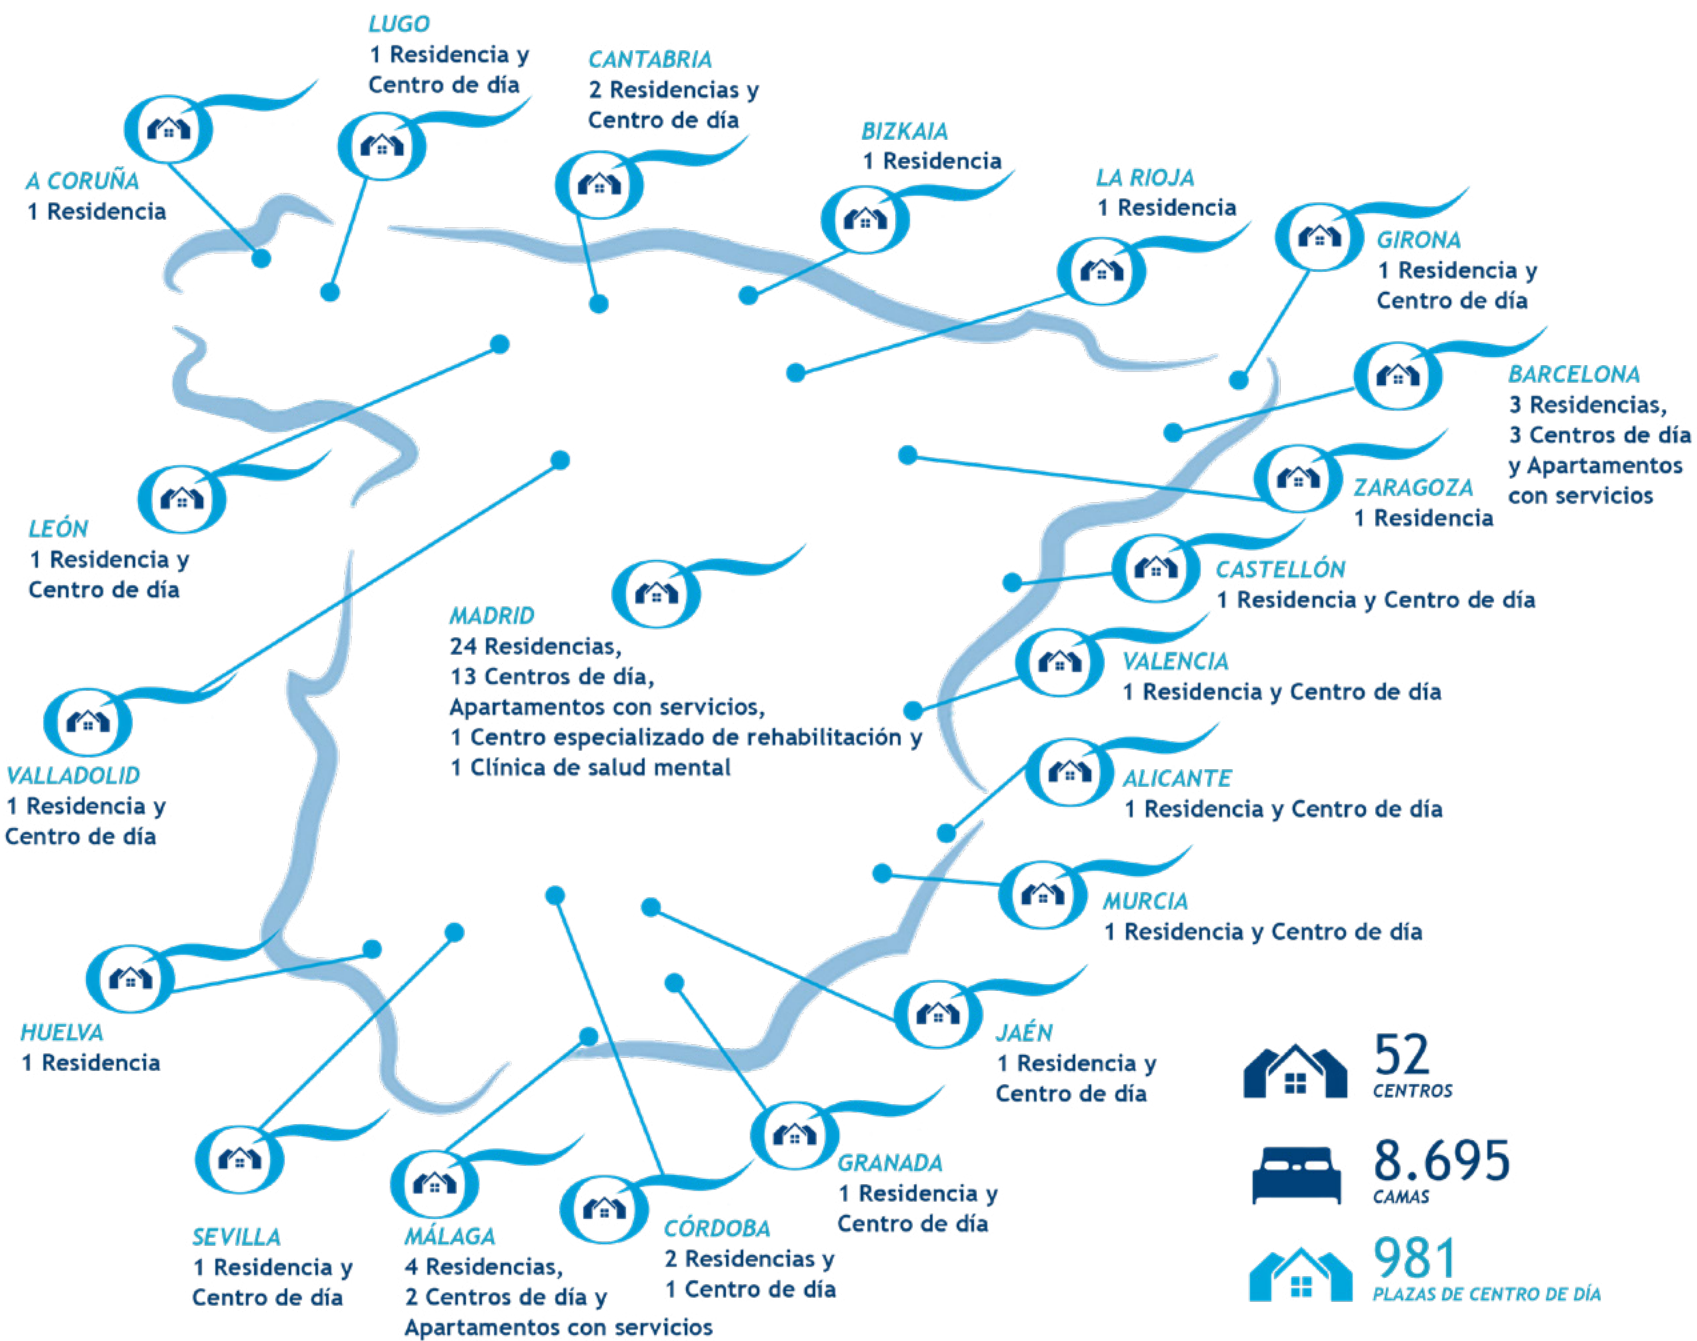 LUGO
1 Residencia y
Centro de día
CANTABRIA
2 Residencias y
Centro de día
BIZKAIA
1 Residencia
A CORUÑA
1 Residencia
LA RIOJA
1 Residencia
GIRONA
1 Residencia y
Centro de día
BARCELONA
3 Residencias,
3 Centros de día
y Apartamentos
con servicios
ZARAGOZA
1 Residencia
LEÓN
1 Residencia y
Centro de día
CASTELLÓN
1 Residencia y Centro de día
MADRID
24 Residencias,
13 Centros de día,
Apartamentos con servicios,
1 Centro especializado de rehabilitación y
1 Clínica de salud mental
VALENCIA
1 Residencia y Centro de día
VALLADOLID
1 Residencia y
Centro de día
ALICANTE
1 Residencia y Centro de día
MURCIA
1 Residencia y Centro de día
HUELVA
1 Residencia
JAÉN
1 Residencia y
Centro de día
GRANADA
1 Residencia y
Centro de día
SEVILLA
1 Residencia y
Centro de día
MÁLAGA
4 Residencias,
2 Centros de día y
Apartamentos con servicios
CÓRDOBA
2 Residencias y
1 Centro de día
52
CENTROS
8.695
CAMAS
981
PLAZAS DE CENTRO DE DÍA